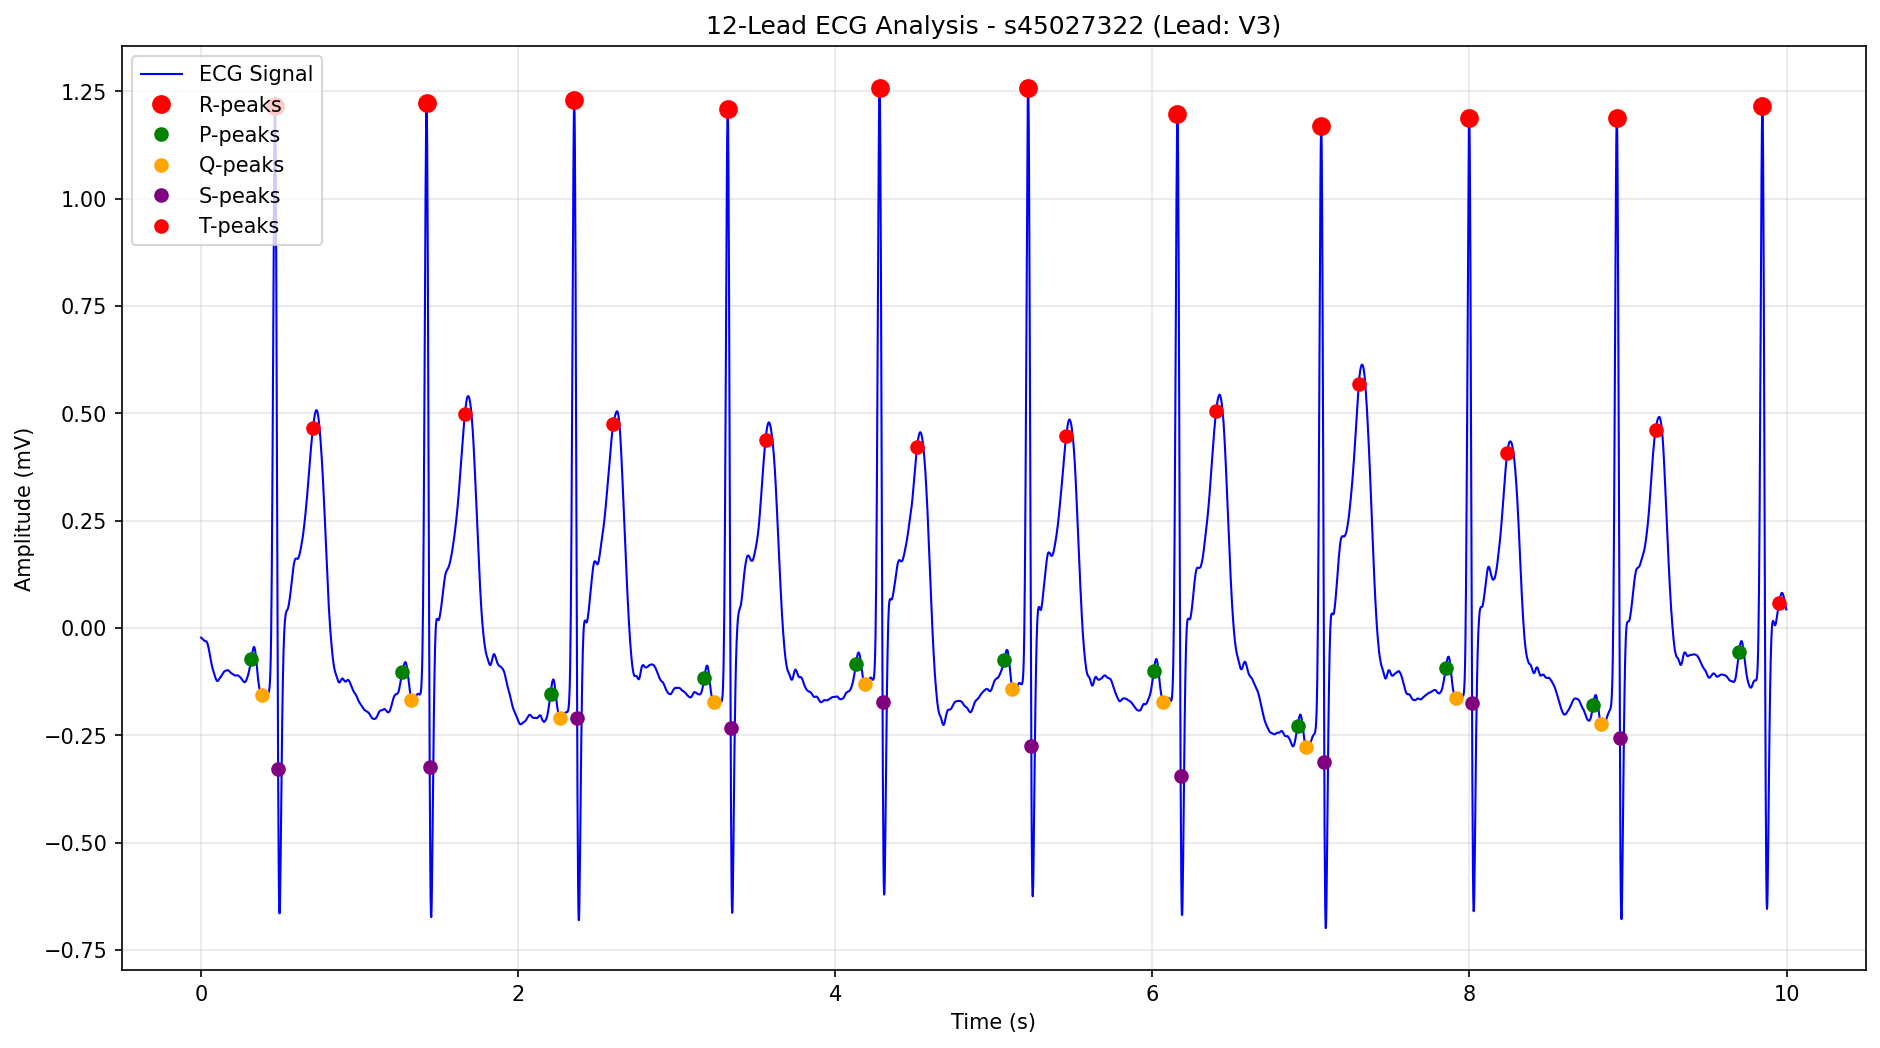 12-Lead ECG Analysis - s45027322 (Lead: V3)
ECG Signal
R-peaks
P-peaks
Q-peaks
S-peaks
T-peaks
1.25
1.00
0.75
0.50
0.25
0.00
−0.25
−0.50
−0.75
Amplitude (mV)
0 2 4 6 8 10
Time (s)